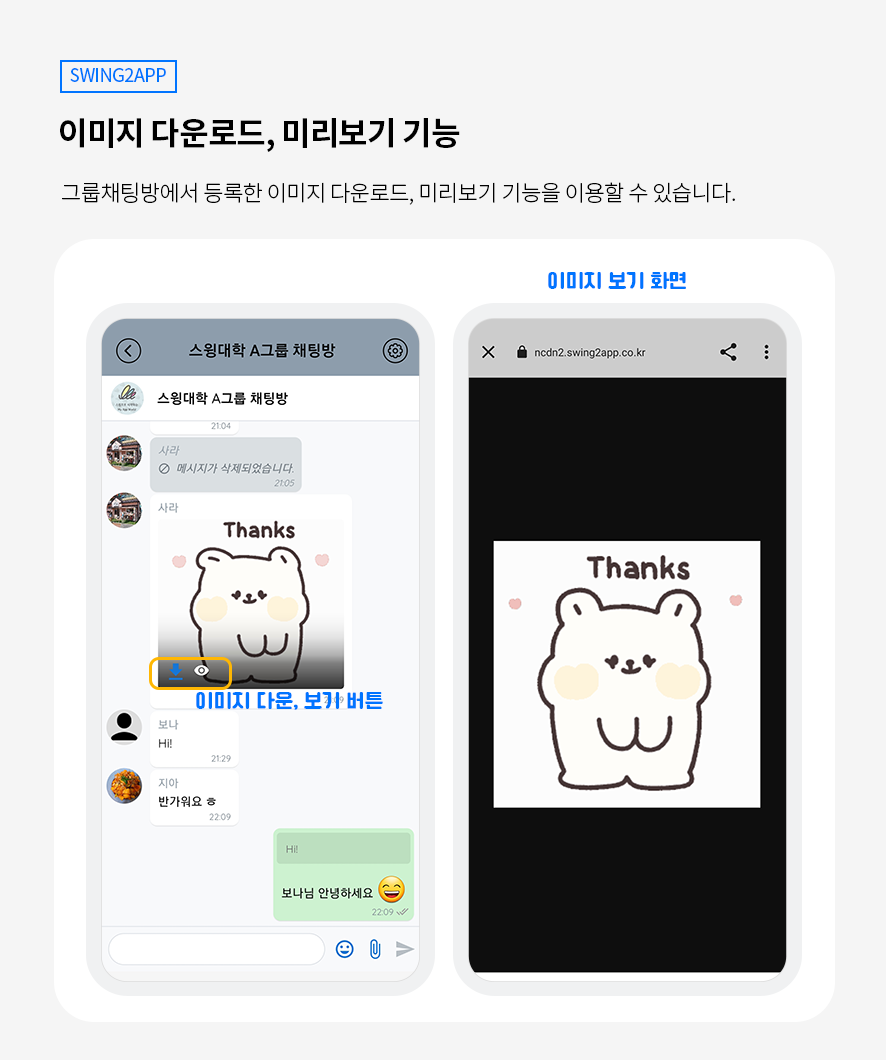 SWING2APP
이미지 다운로드, 미리보기 기능
그룹채팅방에서 등록한 이미지 다운로드, 미리보기 기능을 이용할 수 있습니다.
이미지 보기 화면
스윙대학 A그룹 채팅방
스윙대학 A그룹 채팅방
21:04
사라
메시지가 삭제되었습니다.
21:05
사라
Thanks
이미지 다운, 보기 버튼
보나
Hi!
21:29
지아
반가워요 ㅎ
22:09
Hi!
보나님 안녕하세요
22:09
ncdn2.swing2app.co.kr
Thanks